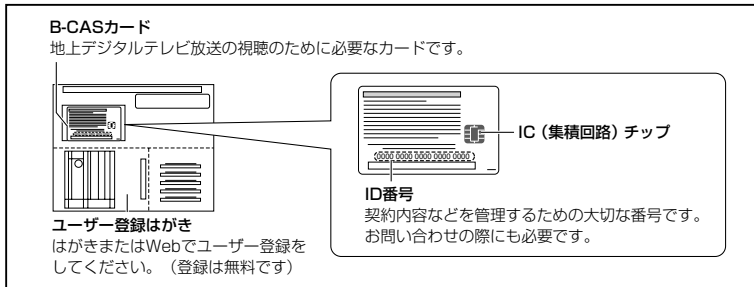 B-CASカード
地上デジタルテレビ放送の視聴のために必要なカードです。
IC（集積回路）チップ
0000 0000 0000 0000 0000
ID番号
契約内容などを管理するための大切な番号です。
お問い合わせの際にも必要です。
ユーザー登録はがき
はがきまたはWebでユーザー登録を
してください。（登録は無料です）